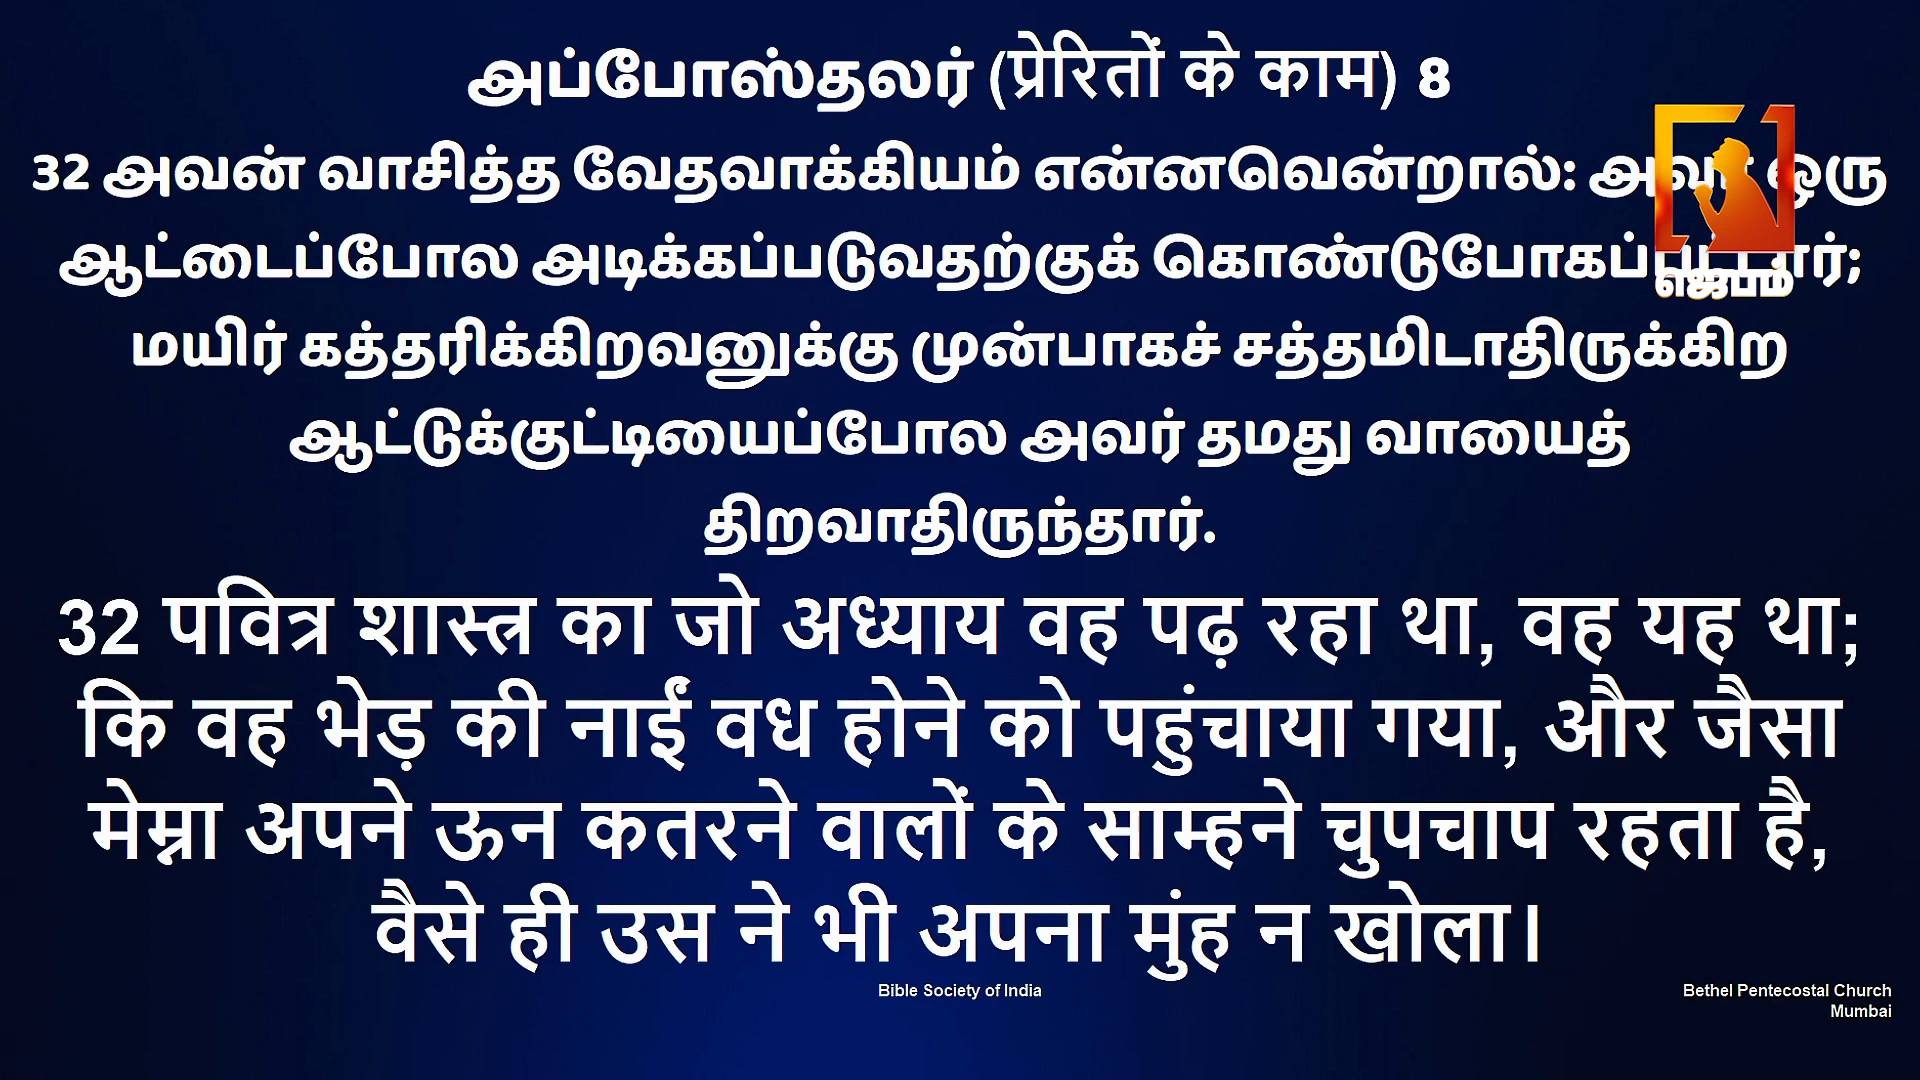 அப்போஸ்தலர் (प्रेरितों के काम) 8
32 அவன் வாசித்த வேதவாக்கியம் என்னவென்றால்: ஒரு
ஆட்டைப்போல அடிக்கப்படுவதற்குக்
ஜெபம்
மயிர் கத்தரிக்கிறவனுக்கு முன்பாகச் சத்தமிடாதிருக்கிற
ஆட்டுக்குட்டியைப்போல அவர் தமது வாயைத்
திறவாதிருந்தார்.
32 पवित्र शास्त्र का जो अध्याय वह पढ़ रहा था, वह यह था;
कि वह भेड़ की नाईं वध होने को पहुंचाया गया, और जैसा
मेम्ना अपने ऊन कतरने वालों के साम्हने चुपचाप रहता है,
वैसे ही उस ने भी अपना मुंह न खोला।
Bible Society of India
Bethel Pentecostal Church
Mumbai